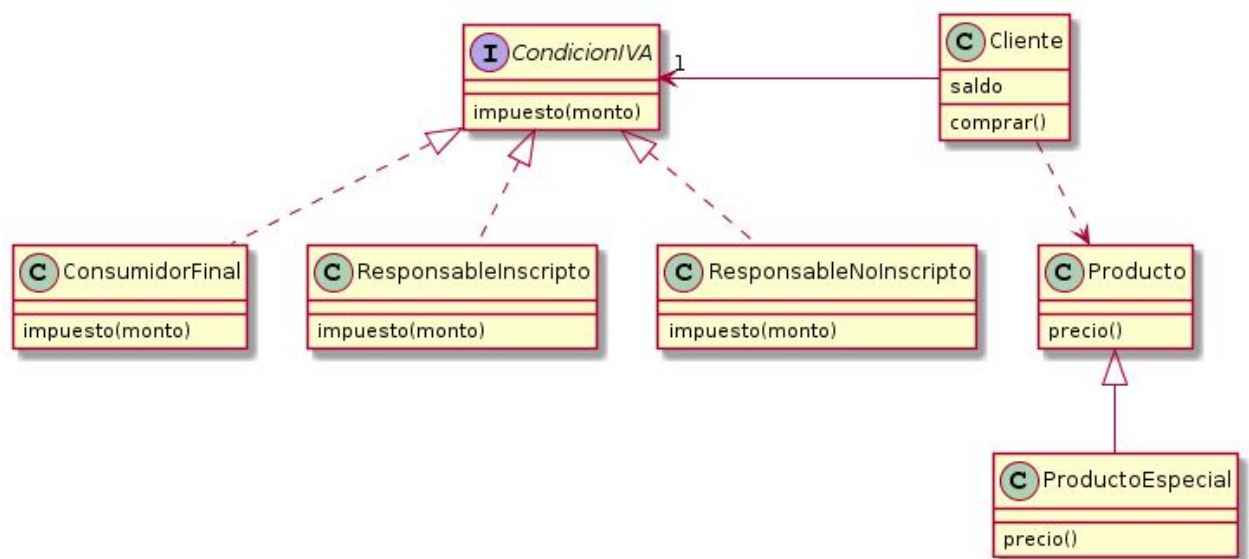 I CondicionIVA
impuesto(monto)
1
C Cliente
saldo
comprar()
C ConsumidorFinal
impuesto(monto)
C ResponsableInscripto
impuesto(monto)
C ResponsableNoInscripto
impuesto(monto)
C Producto
precio()
C ProductoEspecial
precio()